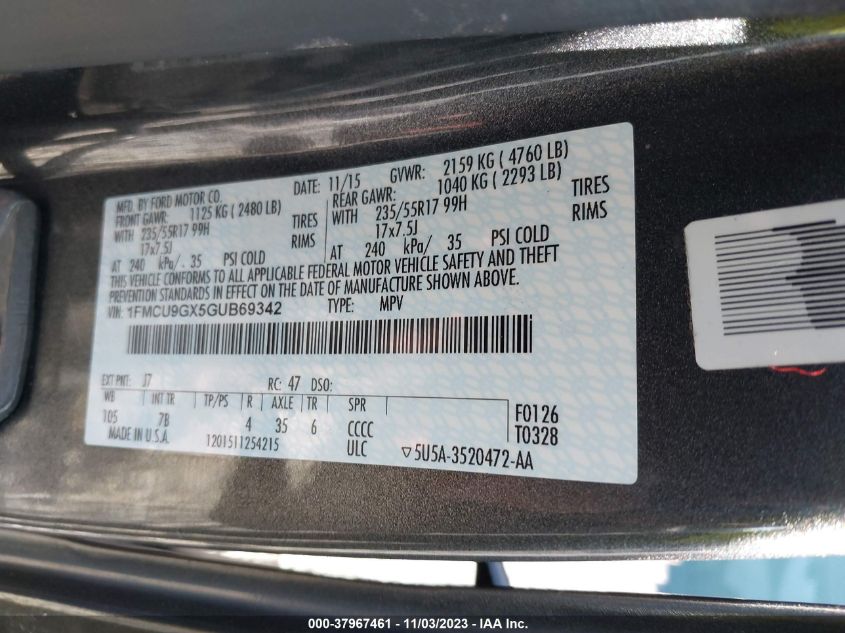 MFD. BY FORD MOTOR CO.
DATE: 11/15 GVWR: 2159 KG ( 4760 LB)
FRONT GAWR: 1125 KG ( 2480 LB)
REAR GAWR: 1040 KG ( 2293 LB)
WITH 235/55R17 99H TIRES
WITH 235/55R17 99H TIRES
17x7.5J RIMS
17x7.5J RIMS
AT 240 kPa/ 35 PSI COLD
AT 240 kPa/ 35 PSI COLD
THIS VEHICLE CONFORMS TO ALL APPLICABLE FEDERAL MOTOR VEHICLE SAFETY AND THEFT
PREVENTION STANDARDS IN EFFECT ON THE DATE OF MANUFACTURE SHOWN ABOVE.
VIN: 1FMCU9GX5GUB69342 TYPE: MPV
EXT PNT: J7 RC: 47 DSO:
WB INT TR TP/PS R AXLE TR SPR
105 7B 4 35 6 CCCC F0126
MADE IN U.S.A. 1201511254215 ULC T0328
▽5U5A-3520472-AA
000-37967461 - 11/03/2023 - IAA Inc.